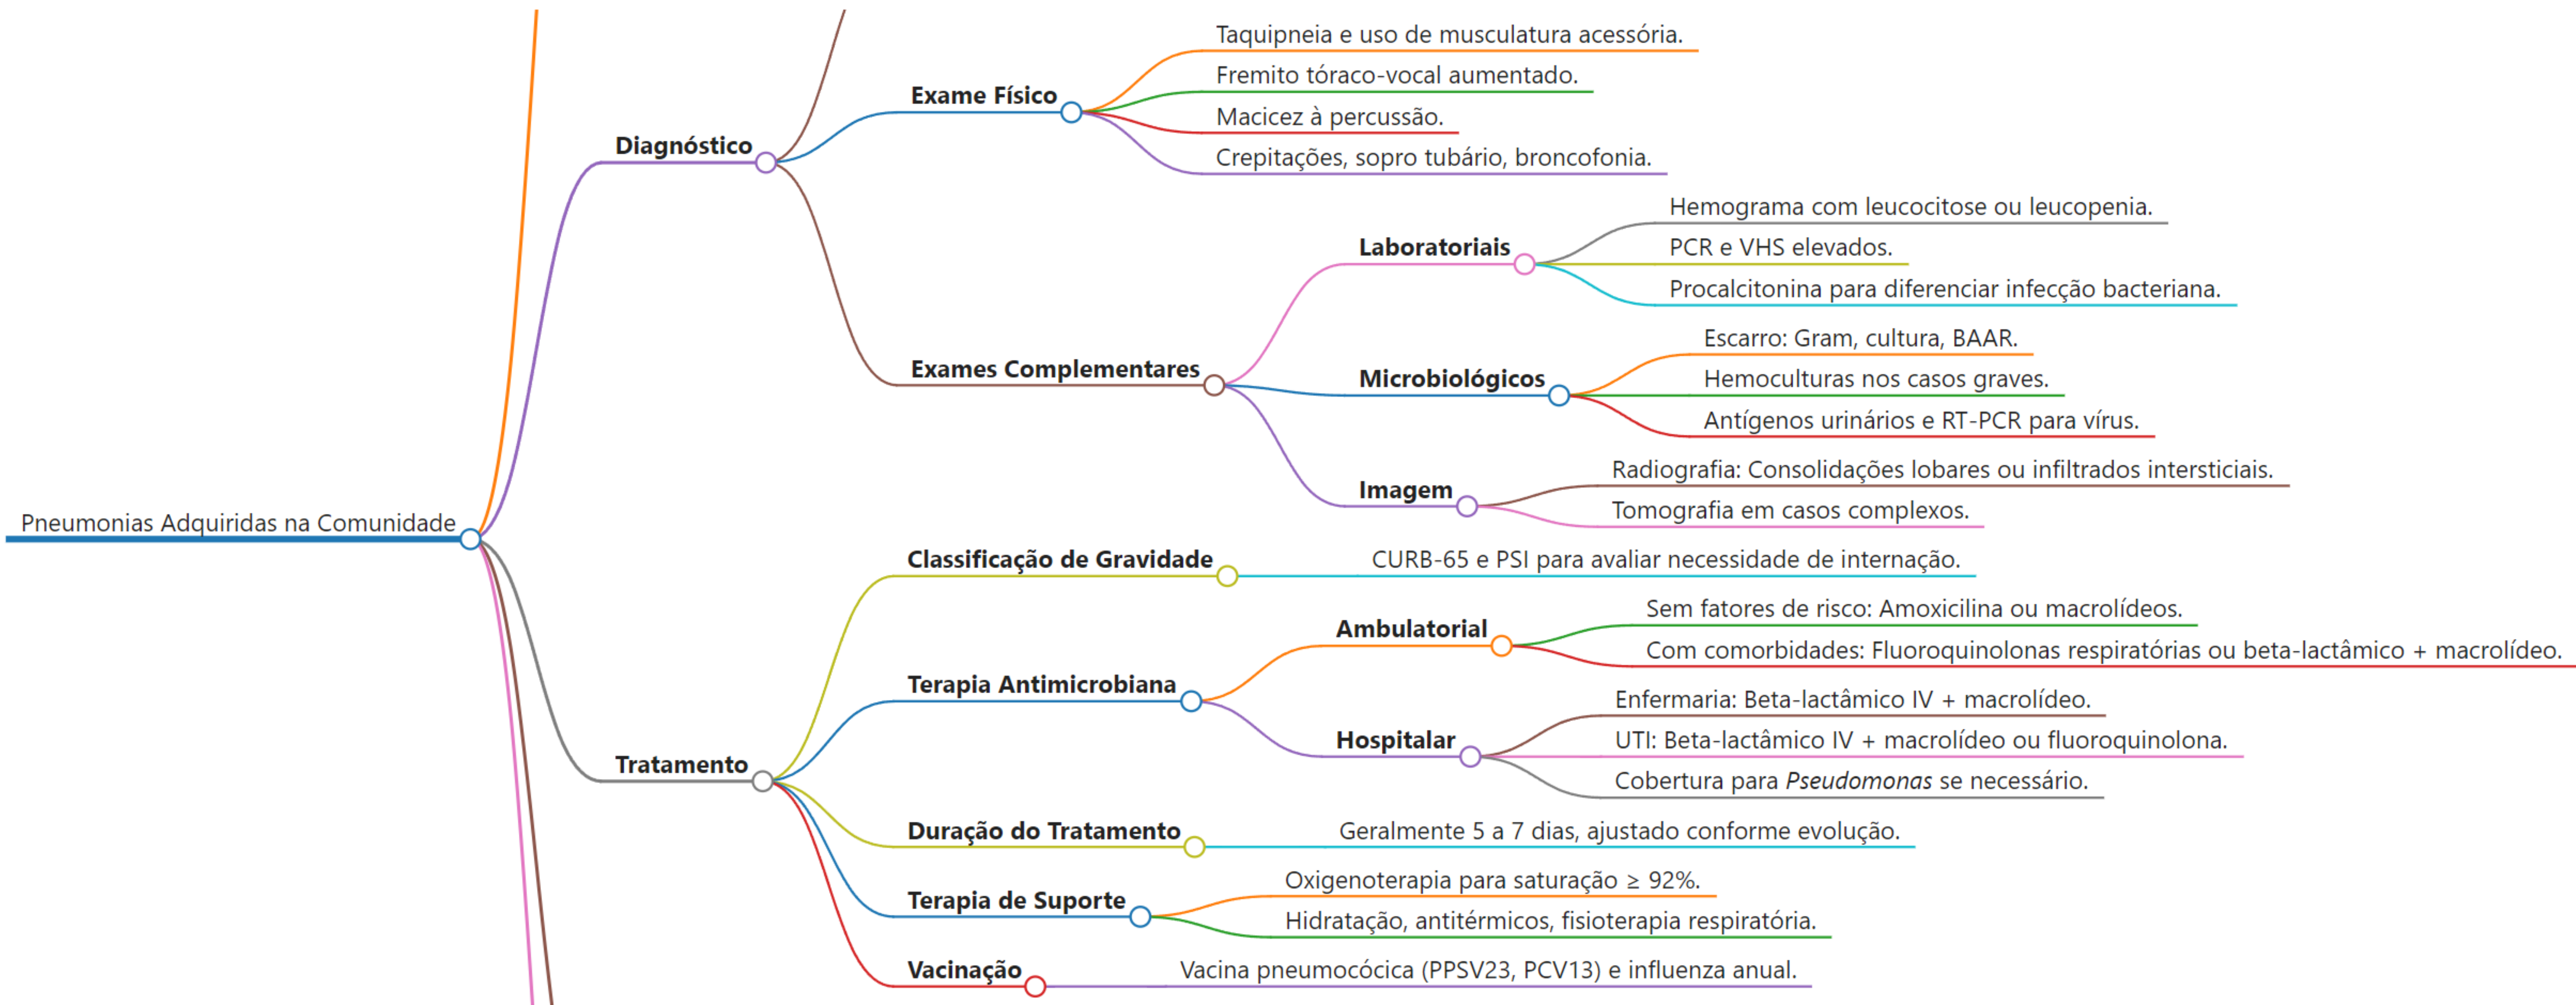 Pneumonias Adquiridas na Comunidade
Diagnóstico
Exame Físico
Taquipneia e uso de musculatura acessória.
Fremito tóraco-vocal aumentado.
Macicez à percussão.
Crepitações, sopro tubário, broncofonia.
Exames Complementares
Laboratoriais
Hemograma com leucocitose ou leucopenia.
PCR e VHS elevados.
Procalcitonina para diferenciar infecção bacteriana.
Microbiológicos
Escarro: Gram, cultura, BAAR.
Hemoculturas nos casos graves.
Antígenos urinários e RT-PCR para vírus.
Imagem
Radiografia: Consolidações lobares ou infiltrados intersticiais.
Tomografia em casos complexos.
Tratamento
Classificação de Gravidade
CURB-65 e PSI para avaliar necessidade de internação.
Terapia Antimicrobiana
Ambulatorial
Sem fatores de risco: Amoxicilina ou macrolídeos.
Com comorbidades: Fluoroquinolonas respiratórias ou beta-lactâmico + macrolídeo.
Hospitalar
Enfermaria: Beta-lactâmico IV + macrolídeo.
UTI: Beta-lactâmico IV + macrolídeo ou fluoroquinolona.
Cobertura para Pseudomonas se necessário.
Duração do Tratamento
Geralmente 5 a 7 dias, ajustado conforme evolução.
Terapia de Suporte
Oxigenoterapia para saturação ≥ 92%.
Hidratação, antitérmicos, fisioterapia respiratória.
Vacinação
Vacina pneumocócica (PPSV23, PCV13) e influenza anual.